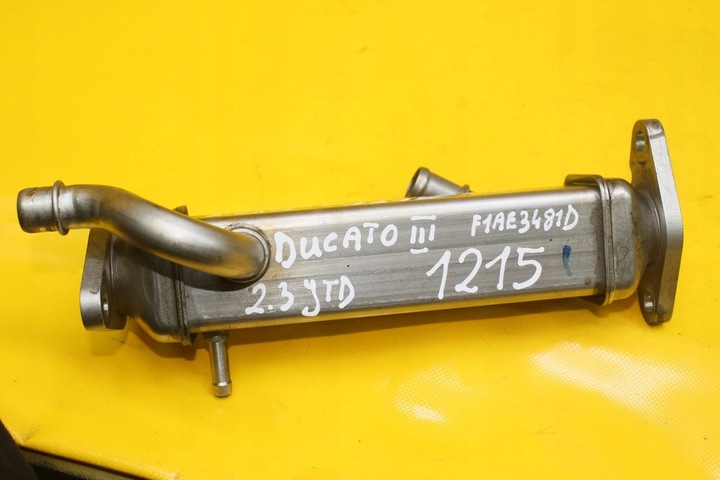 DUCATO III F1AE3481D
2.3 JTD 1215